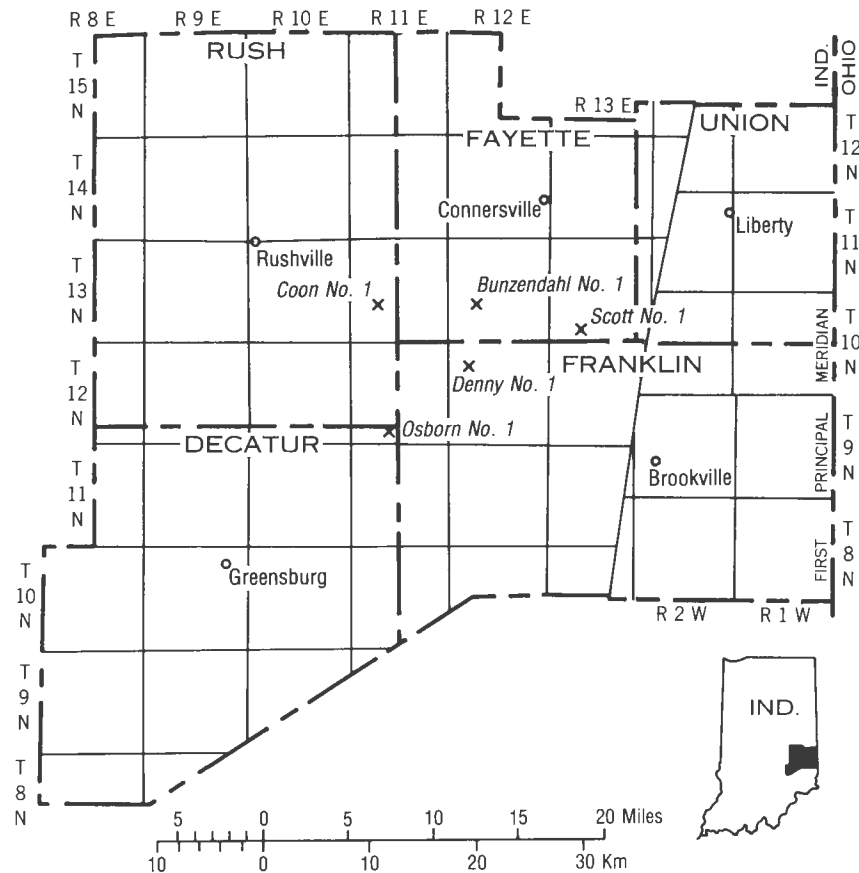 R 8 E R 9 E R 10 E R 11 E R 12 E
RUSH
IND.
OHIO
T 15 N
R 13 E
FAYETTE
UNION
T 12 N
T 14 N
Connersville
Liberty
T 11 N
Rushville
T 13 N
Coon No. 1
Bunzendahl No. 1
Scott No. 1
T 10 N
MERIDIAN
FRANKLIN
T 12 N
Denny No. 1
Osborn No. 1
DECATUR
T 9 N
PRINCIPAL
Brookville
T 11 N
T 8 N
FIRST
Greensburg
T 10 N
R 2 W R 1 W
T 9 N
IND.
T 8 N
5 0 5 10 15 20 Miles
10 0 10 20 30 Km